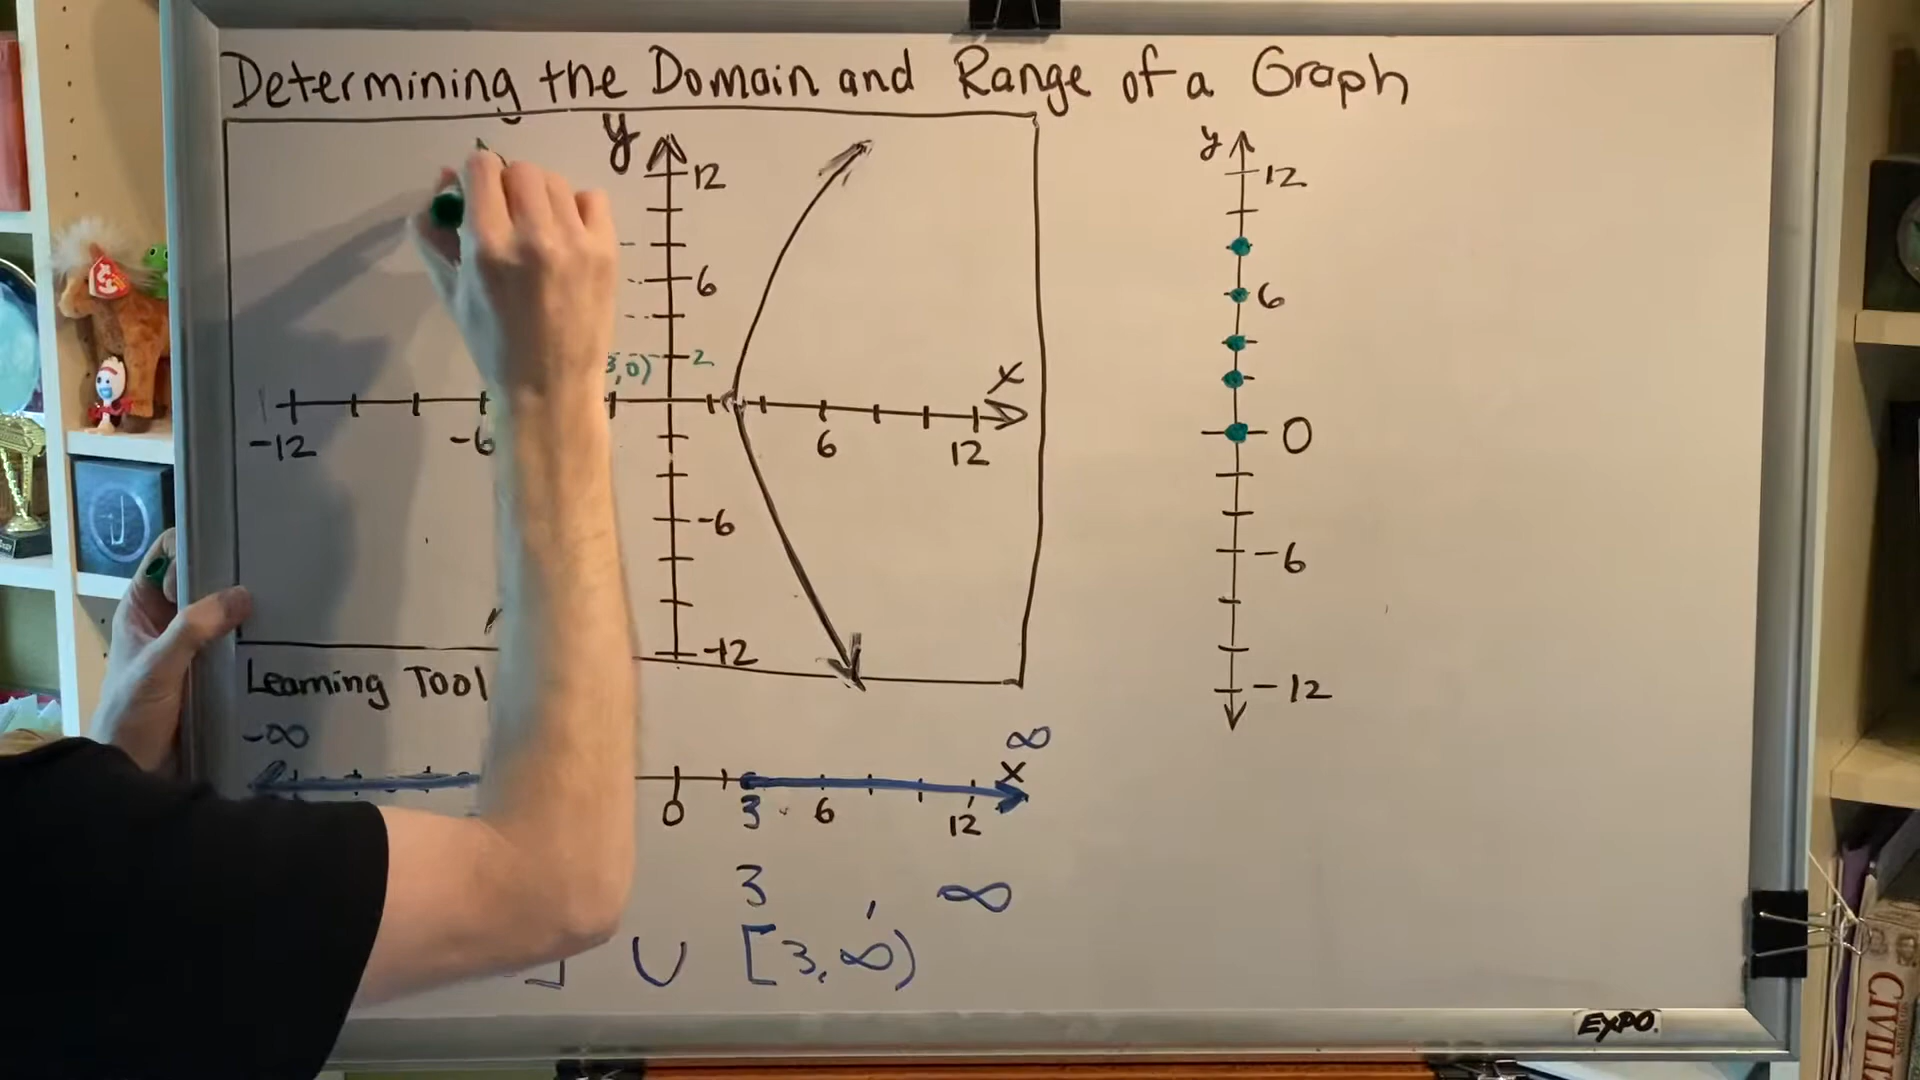 Determining the Domain and Range of a Graph
y
12
6
3,0)
2
x
-12
-6
6
12
-6
-12
y
12
6
0
-6
-12
Learning Tool
-∞
∞
x
0
3
6
12
3 , ∞
] ∪ [3,∞)
EXPO.
CIVIL